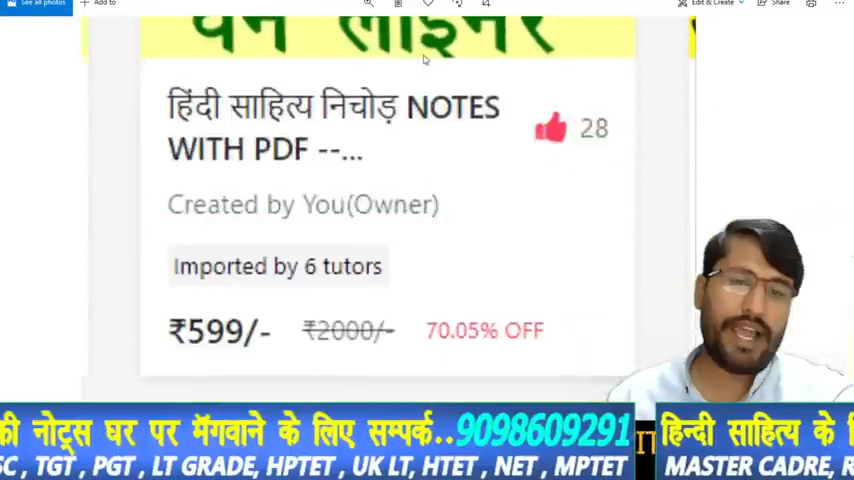 See all photos
Add to
Edit & Create
Share
वन लाइनर
हिंदी साहित्य निचोड़ NOTES
WITH PDF --...
28
Created by You(Owner)
Imported by 6 tutors
₹599/- ₹2000/- 70.05% OFF
की नोट्स घर पर मॅगवाने के लिए सम्पर्क..9098609291
SC , TGT , PGT , LT GRADE, HPTET , UK LT, HTET , NET , MPTET
हिन्दी साहित्य के
MASTER CADRE, R